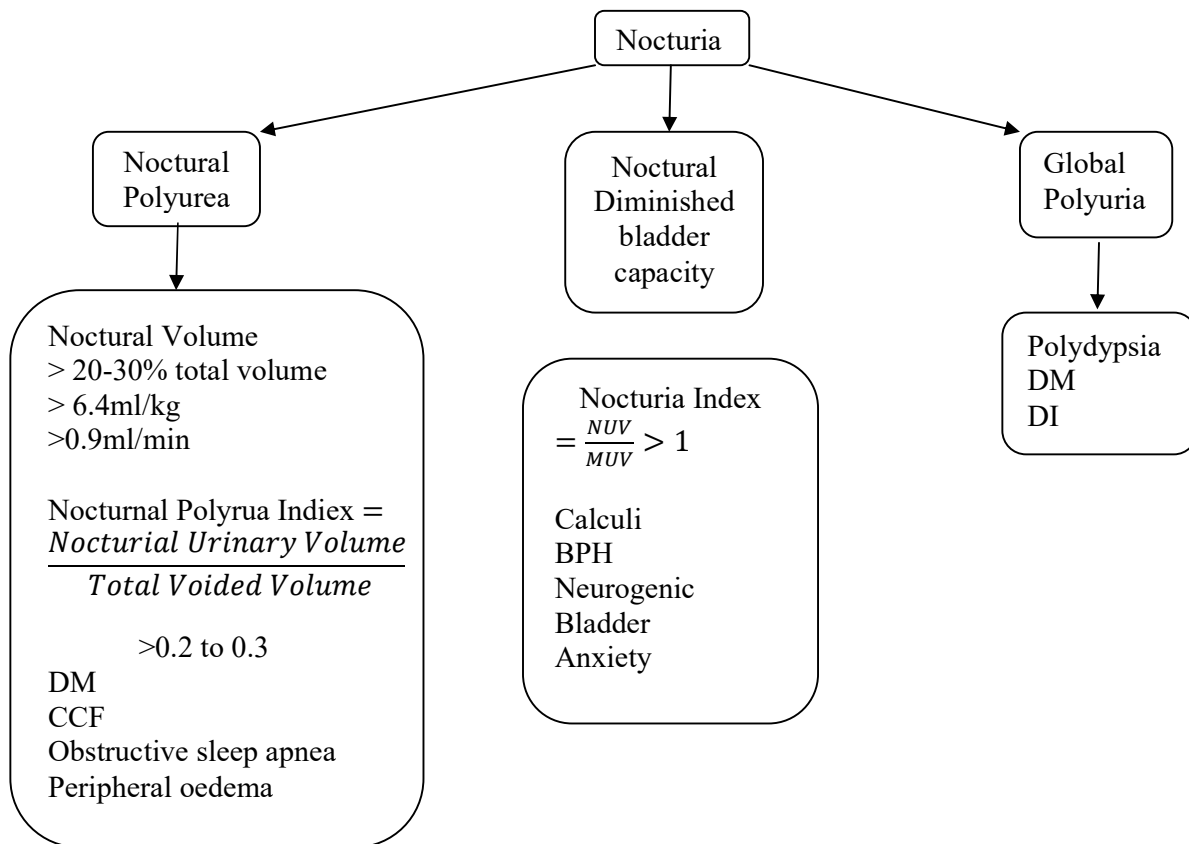 Nocturia
Noctural
Polyurea
Noctural
Diminished
bladder
capacity
Global
Polyuria
Noctural Volume
> 20-30% total volume
> 6.4ml/kg
>0.9ml/min
Nocturnal Polyrua Indiex =
Nocturial Urinary Volume
Total Voided Volume
>0.2 to 0.3
DM
CCF
Obstructive sleep apnea
Peripheral oedema
Nocturia Index
= NUV/MUV > 1
Calculi
BPH
Neurogenic
Bladder
Anxiety
Polydypsia
DM
DI